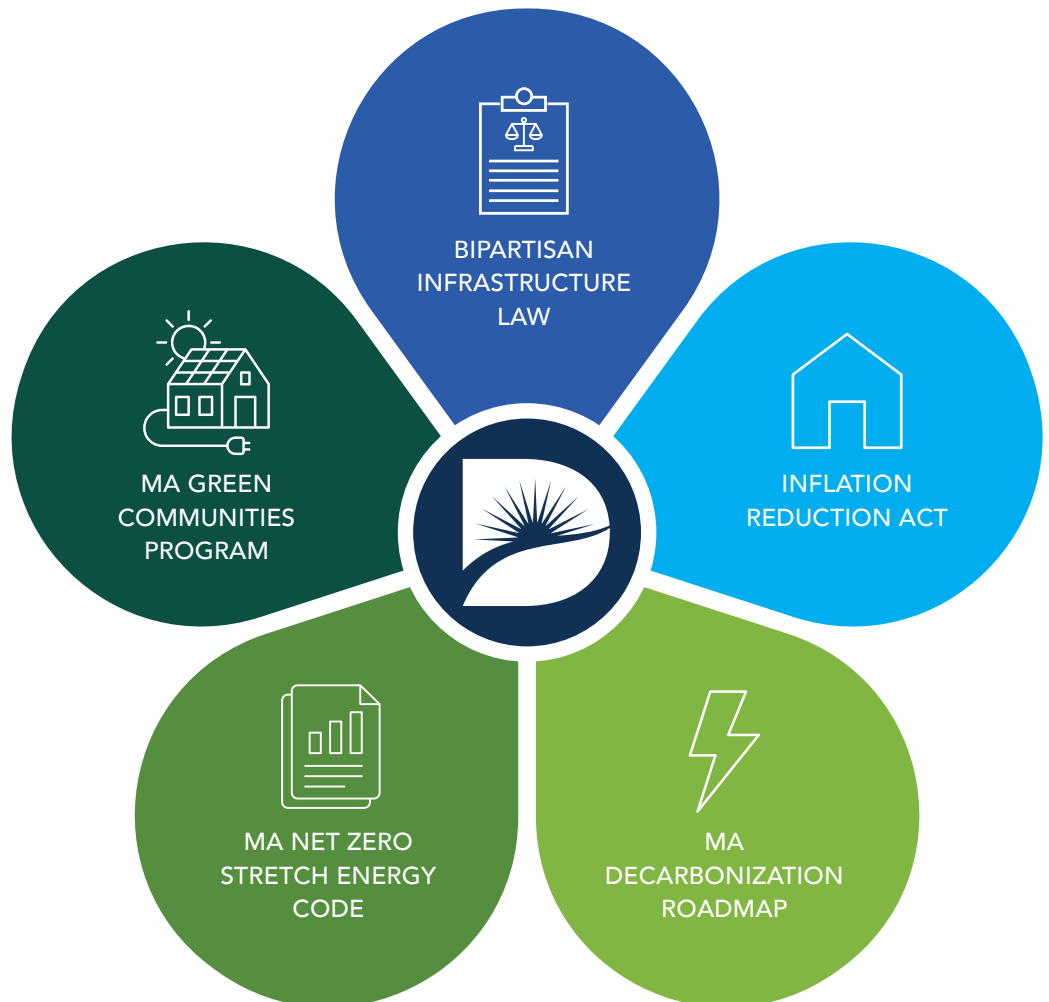 BIPARTISAN
INFRASTRUCTURE
LAW
INFLATION
REDUCTION ACT
MA
DECARBONIZATION
ROADMAP
MA NET ZERO
STRETCH ENERGY
CODE
MA GREEN
COMMUNITIES
PROGRAM